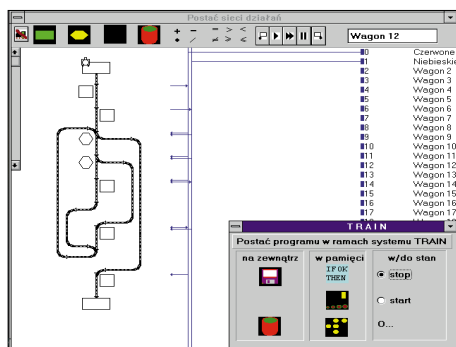 Postać sieci działań
Wagon 12
0 Czerwone
1 Niebieskie
2 Wagon 2
3 Wagon 3
4 Wagon 4
5 Wagon 5
6 Wagon 6
7 Wagon 7
8 Wagon 8
9 Wagon 9
10 Wagon 10
11 Wagon 11
12 Wagon 12
13 Wagon 13
14 Wagon 14
15 Wagon 15
16 Wagon 16
17 Wagon 17
TRAIN
Postać programu w ramach systemu TRAIN
na zewnątrz
w pamięci
w/do stan
IF OK
THEN
stop
start
O...